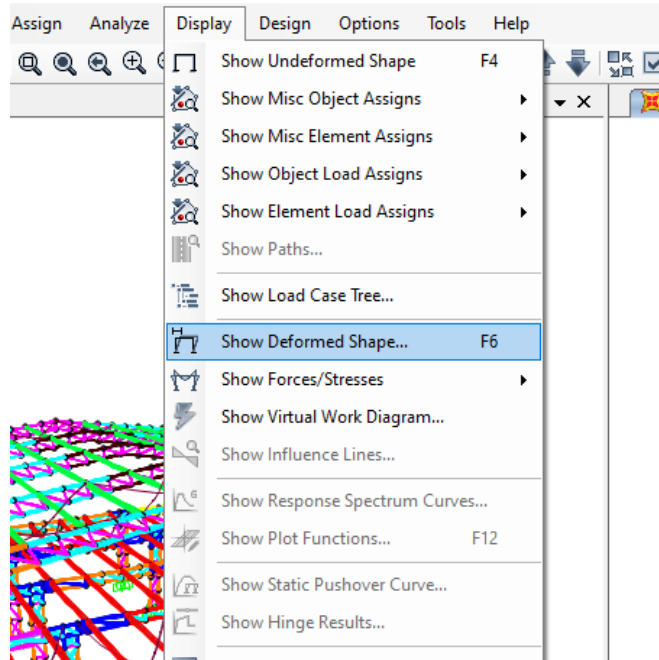 Assign Analyze Display Design Options Tools Help
Show Undeformed Shape F4
Show Misc Object Assigns
Show Misc Element Assigns
Show Object Load Assigns
Show Element Load Assigns
Show Paths...
Show Load Case Tree...
Show Deformed Shape... F6
Show Forces/Stresses
Show Virtual Work Diagram...
Show Influence Lines...
Show Response Spectrum Curves...
Show Plot Functions... F12
Show Static Pushover Curve...
Show Hinge Results...